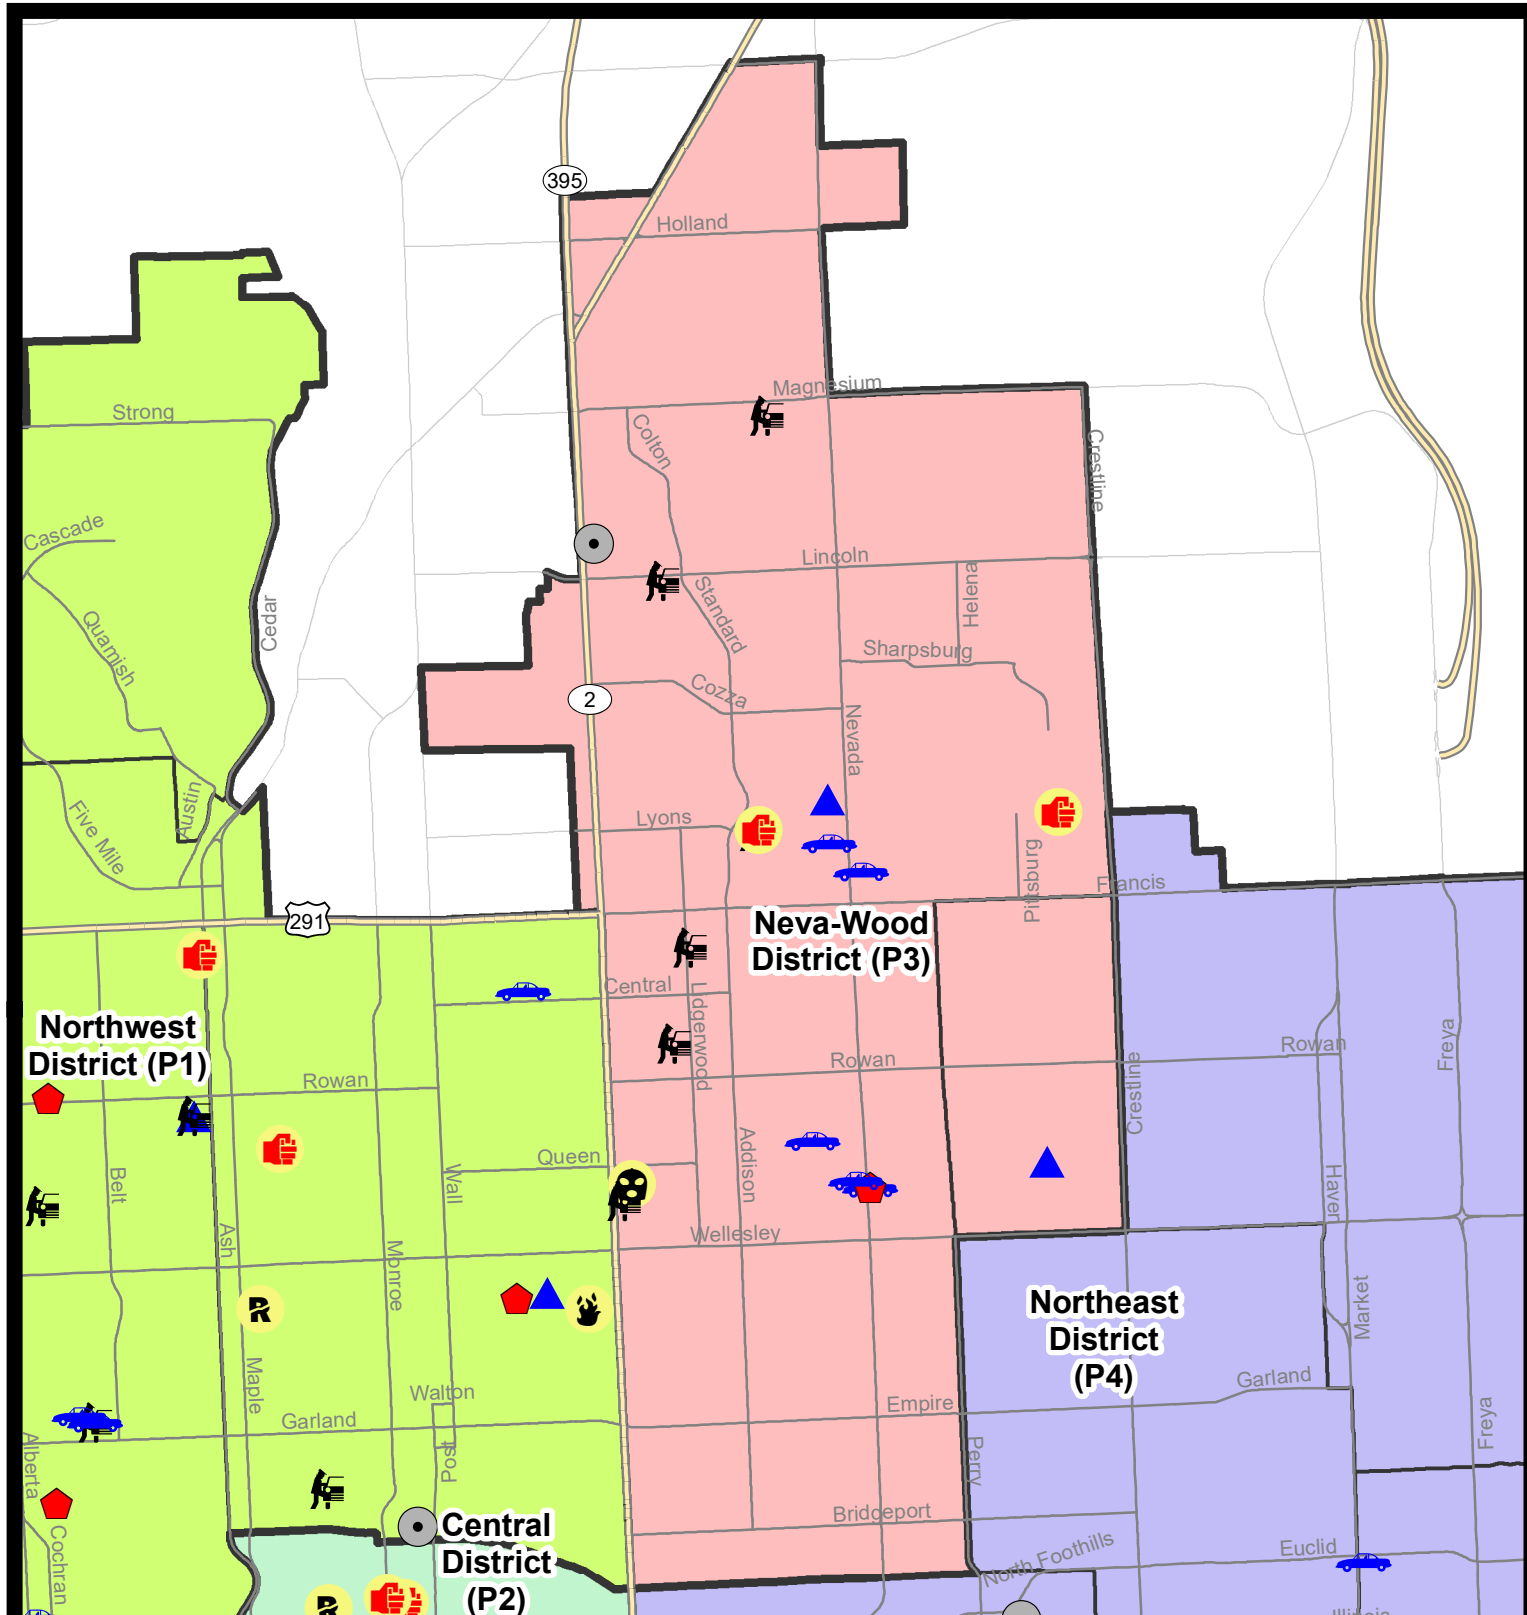 395
Holland
Magnesium
Strong
Colton
Crestline
Cascade
Lincoln
Helena
Cedar
Standard
Quamish
Sharpsburg
Cozza
2
Nevada
Austin
Five Mile
Lyons
Pittsburg
Francis
291
Neva-Wood
District (P3)
Central
Lidgerwood
Northwest
District (P1)
Rowan
Rowan
Rowan
Freya
Crestline
Addison
Queen
Belt
Wall
Haven
Ash
Wellesley
Monroe
Northeast
District
(P4)
Market
Maple
Walton
Garland
Garland
Empire
Freya
Alberta
Post
Perry
Bridgeport
Central
District
(P2)
Cochran
North Foothills
Euclid
Illinois